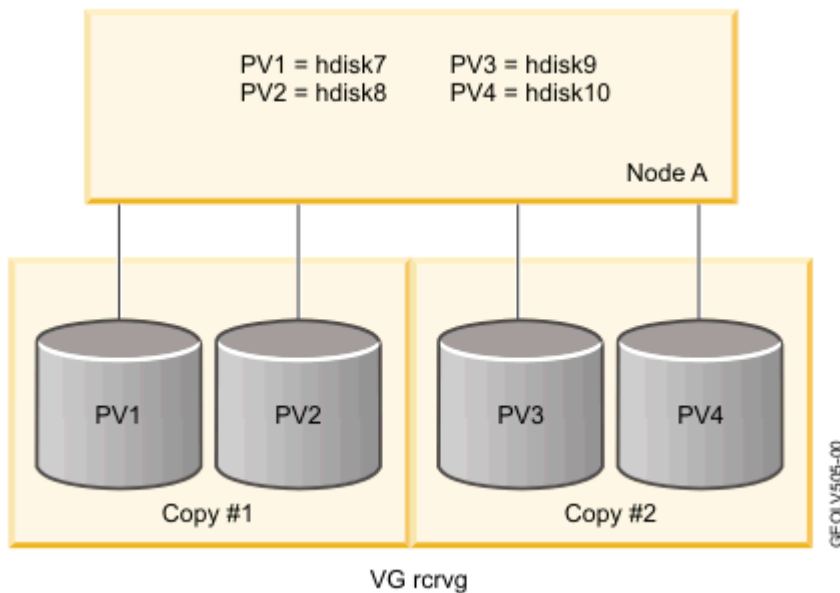 PV1 = hdisk7 PV3 = hdisk9
PV2 = hdisk8 PV4 = hdisk10
Node A
PV1 PV2 PV3 PV4
Copy #1 Copy #2
VG rcrvg
GEOLV505-00